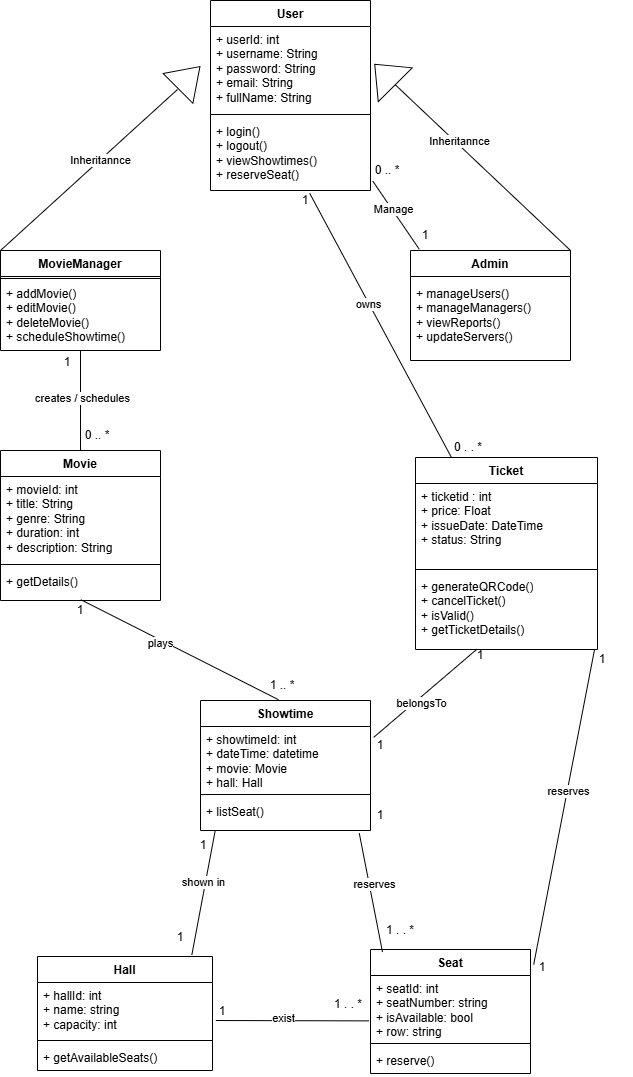 User
+ userId: int
+ username: String
+ password: String
+ email: String
+ fullName: String
+ login()
+ logout()
+ viewShowtimes()
+ reserveSeat()
Inheritannce
Inheritannce
0 .. *
Manage
1
1
MovieManager
+ addMovie()
+ editMovie()
+ deleteMovie()
+ scheduleShowtime()
Admin
+ manageUsers()
+ manageManagers()
+ viewReports()
+ updateServers()
owns
1
creates / schedules
0 .. *
0 . . *
Movie
+ movieId: int
+ title: String
+ genre: String
+ duration: int
+ description: String
+ getDetails()
Ticket
+ ticketid : int
+ price: Float
+ issueDate: DateTime
+ status: String
+ generateQRCode()
+ cancelTicket()
+ isValid()
+ getTicketDetails()
1
plays
1 .. *
1
1
belongsTo
1
Showtime
+ showtimeId: int
+ dateTime: datetime
+ movie: Movie
+ hall: Hall
+ listSeat()
reserves
1
1
shown in
1
reserves
1 . . *
1
Hall
+ hallId: int
+ name: string
+ capacity: int
+ getAvailableSeats()
1
exist
1 . . *
Seat
+ seatId: int
+ seatNumber: string
+ isAvailable: bool
+ row: string
+ reserve()